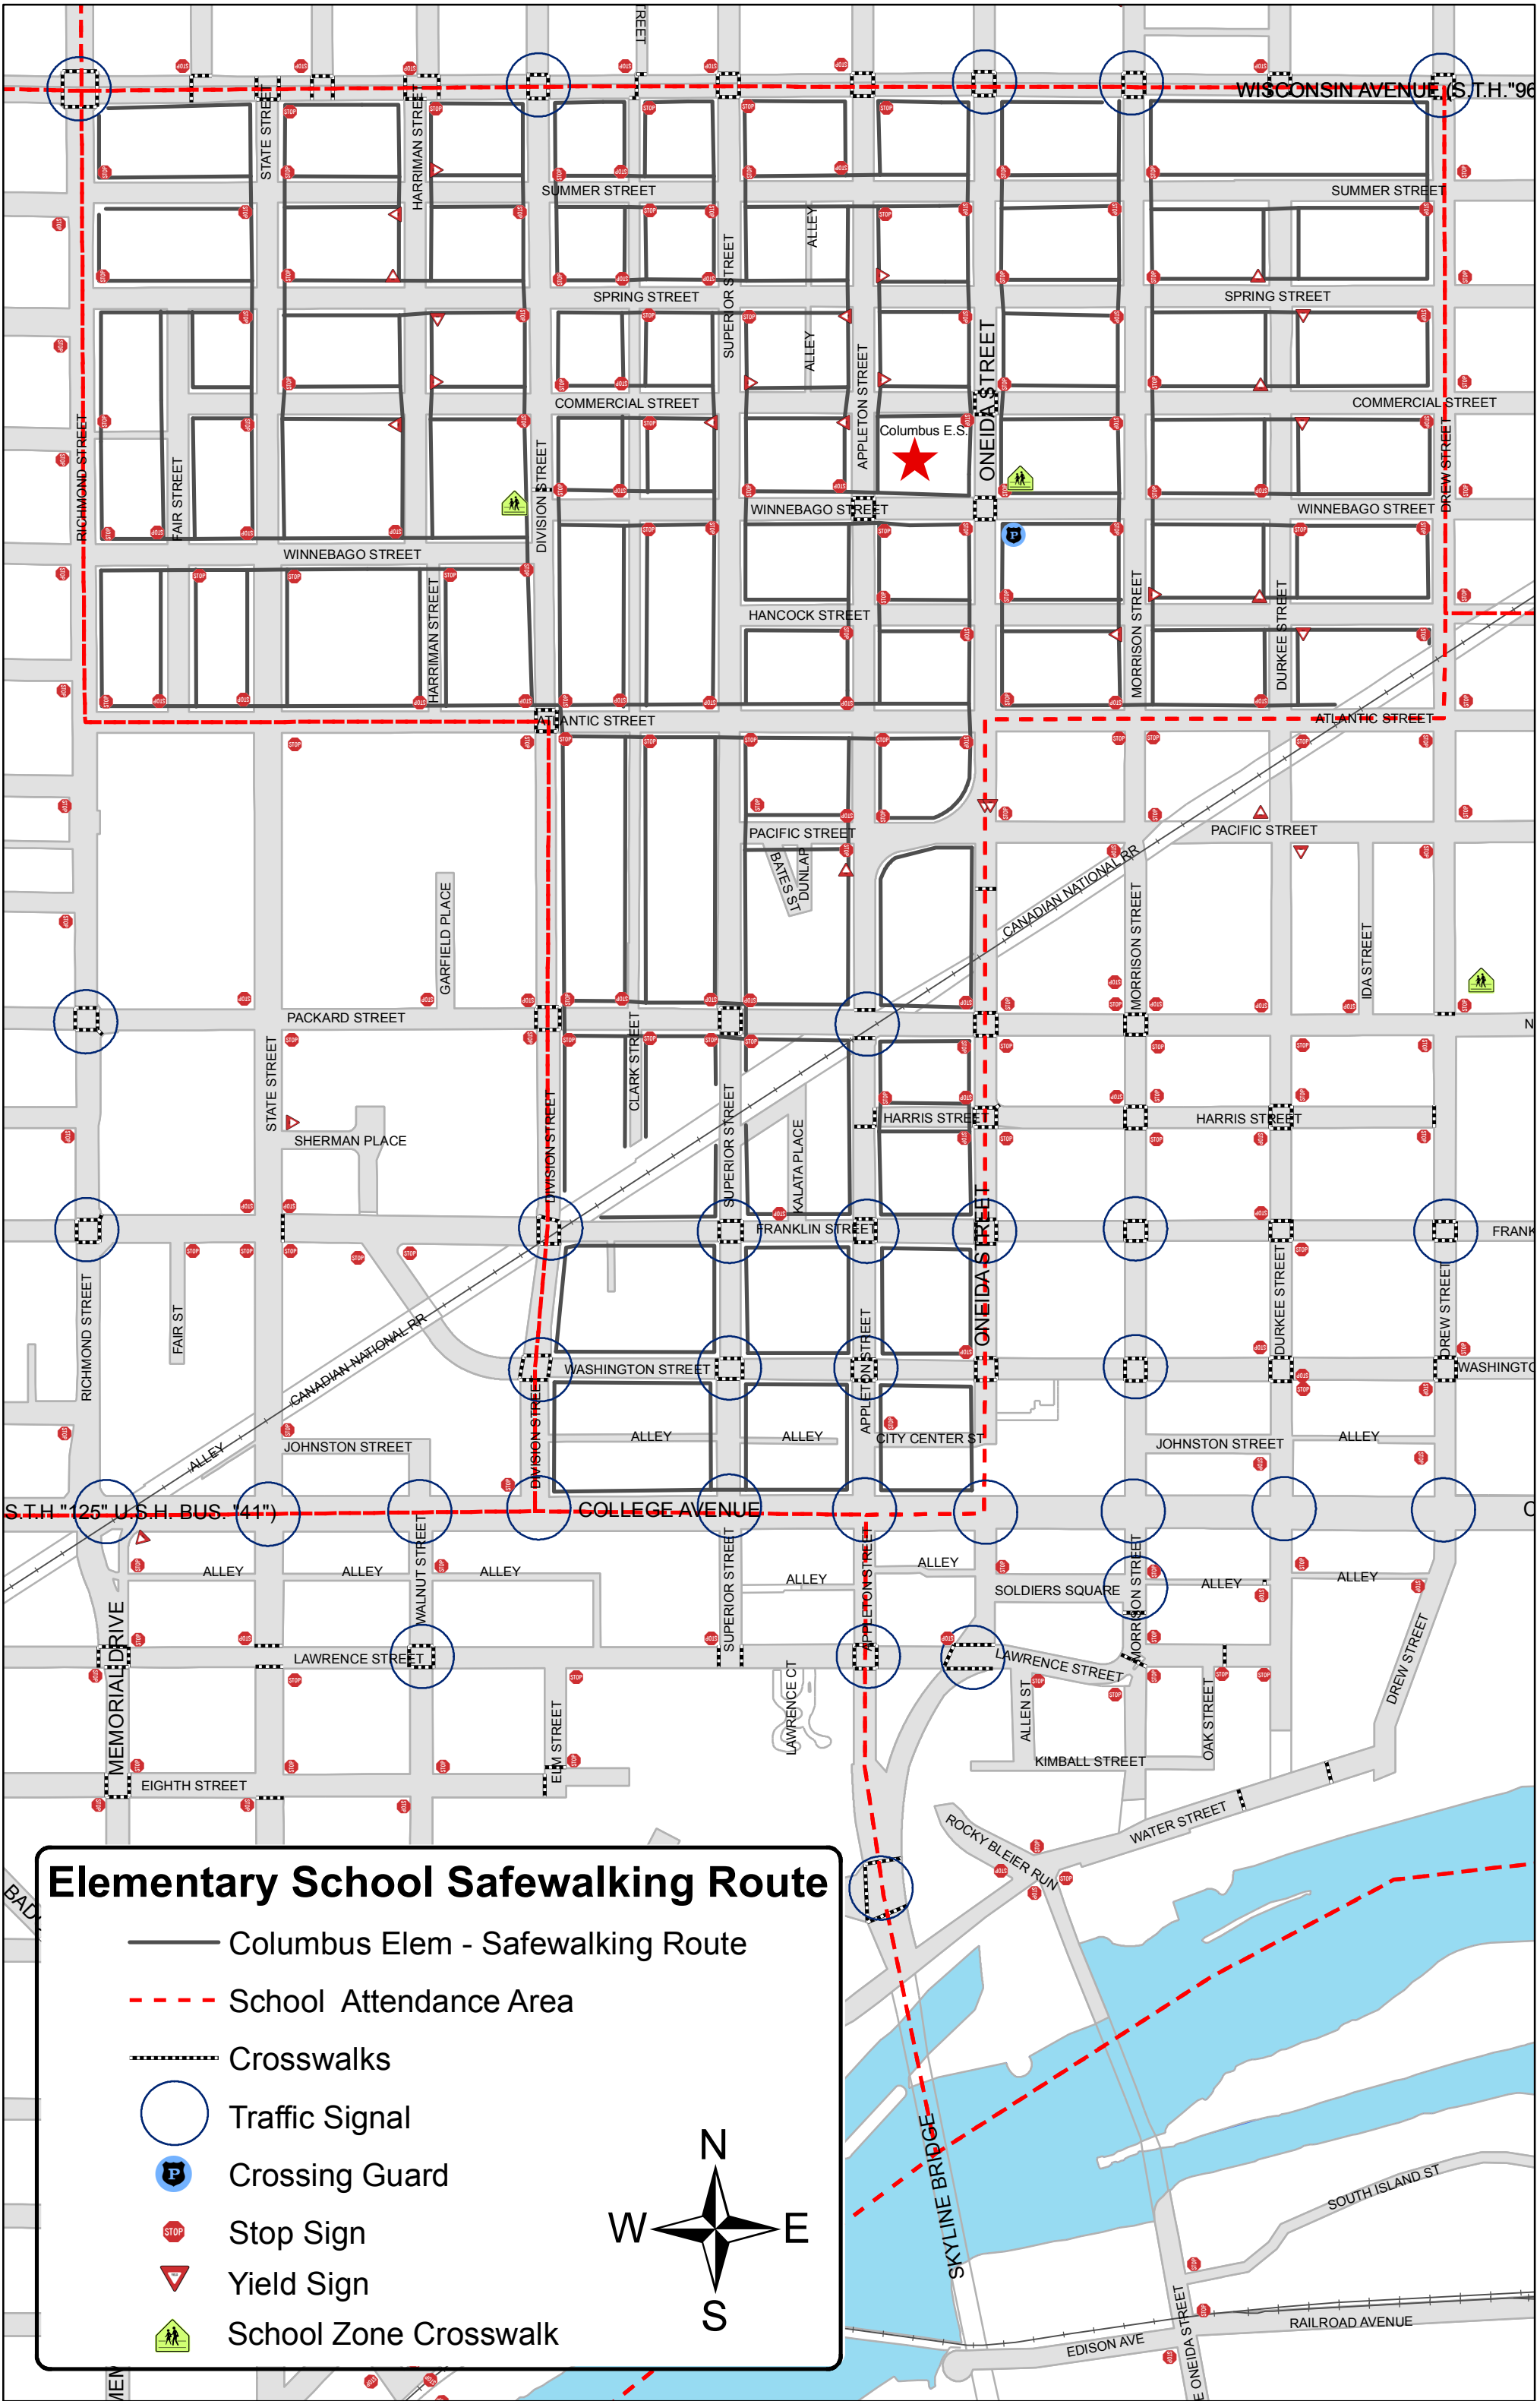 TREET
WISCONSIN AVENUE (S.T.H."96
STATE STREET
HARRIMAN STREET
SUMMER STREET
SUMMER STREET
ALLEY
SUPERIOR STREET
SPRING STREET
SPRING STREET
ALLEY
APPLETON STREET
ONEIDA STREET
COMMERCIAL STREET
COMMERCIAL STREET
RICHMOND STREET
FAIR STREET
DIVISION STREET
Columbus E.S.
DREW STREET
WINNEBAGO STREET
WINNEBAGO STREET
WINNEBAGO STREET
HARRIMAN STREET
HANCOCK STREET
MORRISON STREET
DURKEE STREET
ATLANTIC STREET
ATLANTIC STREET
PACIFIC STREET
PACIFIC STREET
BATES ST
DUNLAP
CANADIAN NATIONAL RR
GARFIELD PLACE
MORRISON STREET
IDA STREET
PACKARD STREET
N
STATE STREET
CLARK STREET
DIVISION STREET
SUPERIOR STREET
KALATA PLACE
HARRIS STREET
HARRIS STREET
SHERMAN PLACE
FRANKLIN STREET
FRANK
ONEIDA STREET
RICHMOND STREET
FAIR ST
CANADIAN NATIONAL RR
APPLETON STREET
DURKEE STREET
DREW STREET
WASHINGTON STREET
WASHINGTO
DIVISION STREET
ALLEY
ALLEY
CITY CENTER ST
ALLEY
JOHNSTON STREET
JOHNSTON STREET
ALLEY
S.T.H "125" U.S.H. BUS. "41")
COLLEGE AVENUE
C
WALNUT STREET
SUPERIOR STREET
APPLETON STREET
MORRISON STREET
ALLEY
ALLEY
ALLEY
ALLEY
ALLEY
SOLDIERS SQUARE
ALLEY
ALLEY
MEMORIAL DRIVE
LAWRENCE STREET
LAWRENCE STREET
LAWRENCE CT
ALLEN ST
OAK STREET
DREW STREET
ELM STREET
KIMBALL STREET
EIGHTH STREET
WATER STREET
ROCKY BLEIER RUN
BAD
Elementary School Safewalking Route
Columbus Elem - Safewalking Route
School Attendance Area
Crosswalks
Traffic Signal
P
Crossing Guard
STOP
Stop Sign
Yield Sign
School Zone Crosswalk
N
W
E
S
SKYLINE BRIDGE
SOUTH ISLAND ST
RAILROAD AVENUE
EDISON AVE
E ONEIDA STREET
MEM